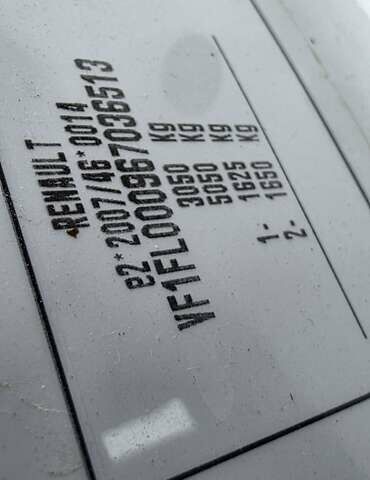 RENAULT
e2*2007/46*0014
VF1FL000967036513
3050 Kg
5050 Kg
1- 1625 Kg
2- 1650 Kg